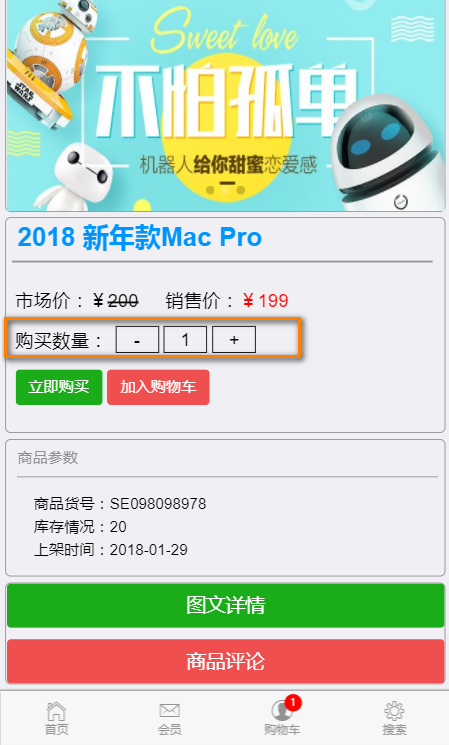 Sweet love
不怕孤单
机器人给你甜蜜恋爱感
2018 新年款Mac Pro
市场价：￥200 销售价：￥199
购买数量： - 1 +
立即购买 加入购物车
商品参数
商品货号：SE098098978
库存情况：20
上架时间：2018-01-29
图文详情
商品评论
1
首页 会员 购物车 搜索